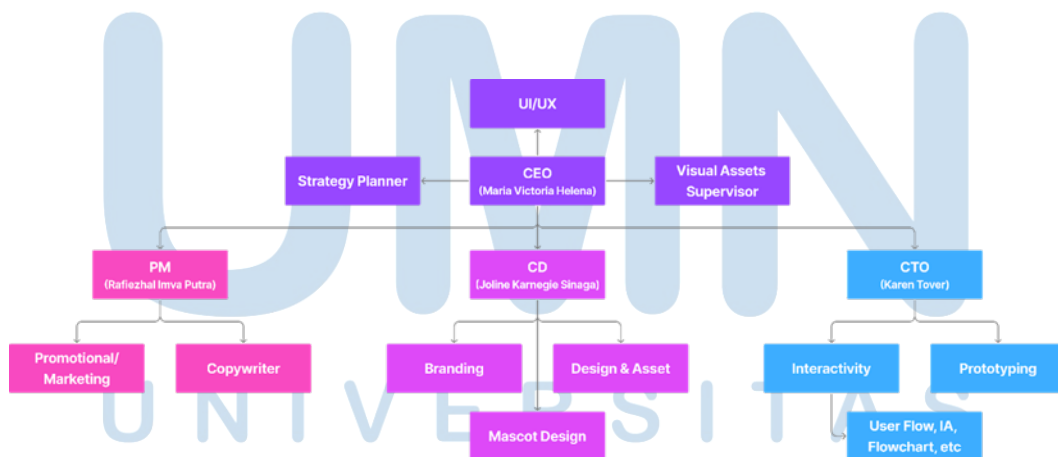 UMN
UI/UX
Strategy Planner
CEO
(Maria Victoria Helena)
Visual Assets
Supervisor
PM
(Rafiezhal Imva Putra)
CD
(Joline Karnegie Sinaga)
CTO
(Karen Tover)
Promotional/
Marketing
Copywriter
Branding
Design & Asset
Interactivity
Prototyping
UNIVERSITAS
Mascot Design
User Flow, IA,
Flowchart, etc